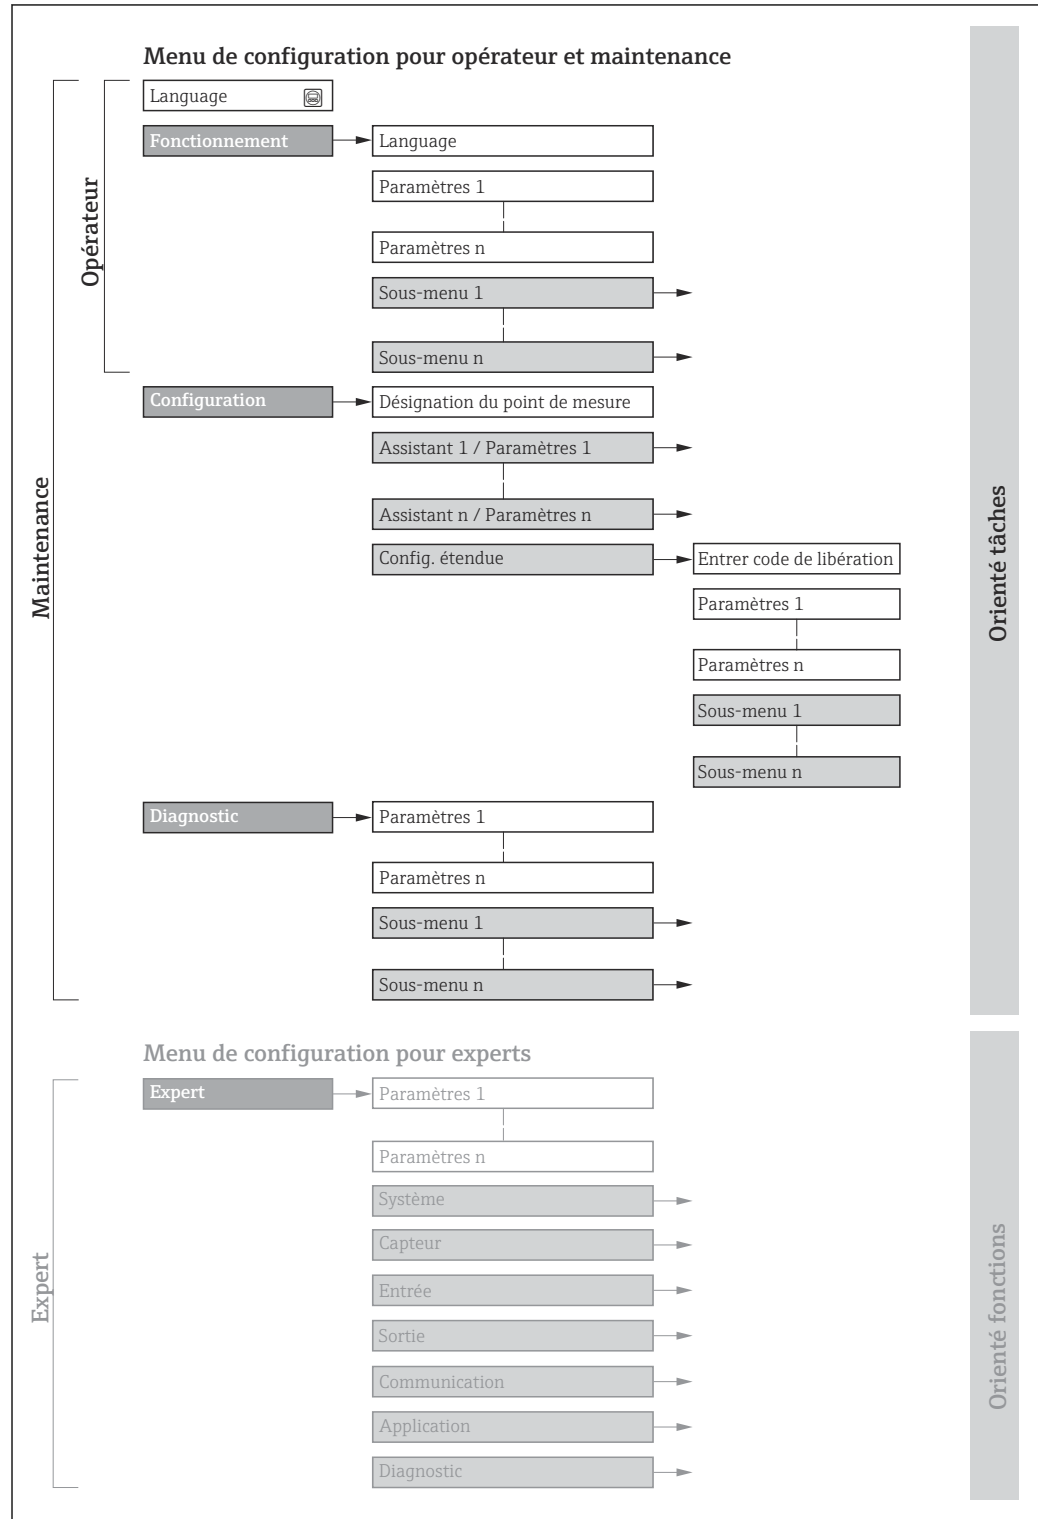 Menu de configuration pour opérateur et maintenance
Maintenance
Opérateur
Language
Fonctionnement
Language
Paramètres 1
Paramètres n
Sous-menu 1
Sous-menu n
Configuration
Désignation du point de mesure
Assistant 1 / Paramètres 1
Assistant n / Paramètres n
Config. étendue
Entrer code de libération
Paramètres 1
Paramètres n
Sous-menu 1
Sous-menu n
Diagnostic
Paramètres 1
Paramètres n
Sous-menu 1
Sous-menu n
Orienté tâches
Menu de configuration pour experts
Expert
Expert
Paramètres 1
Paramètres n
Système
Capteur
Entrée
Sortie
Communication
Application
Diagnostic
Orienté fonctions